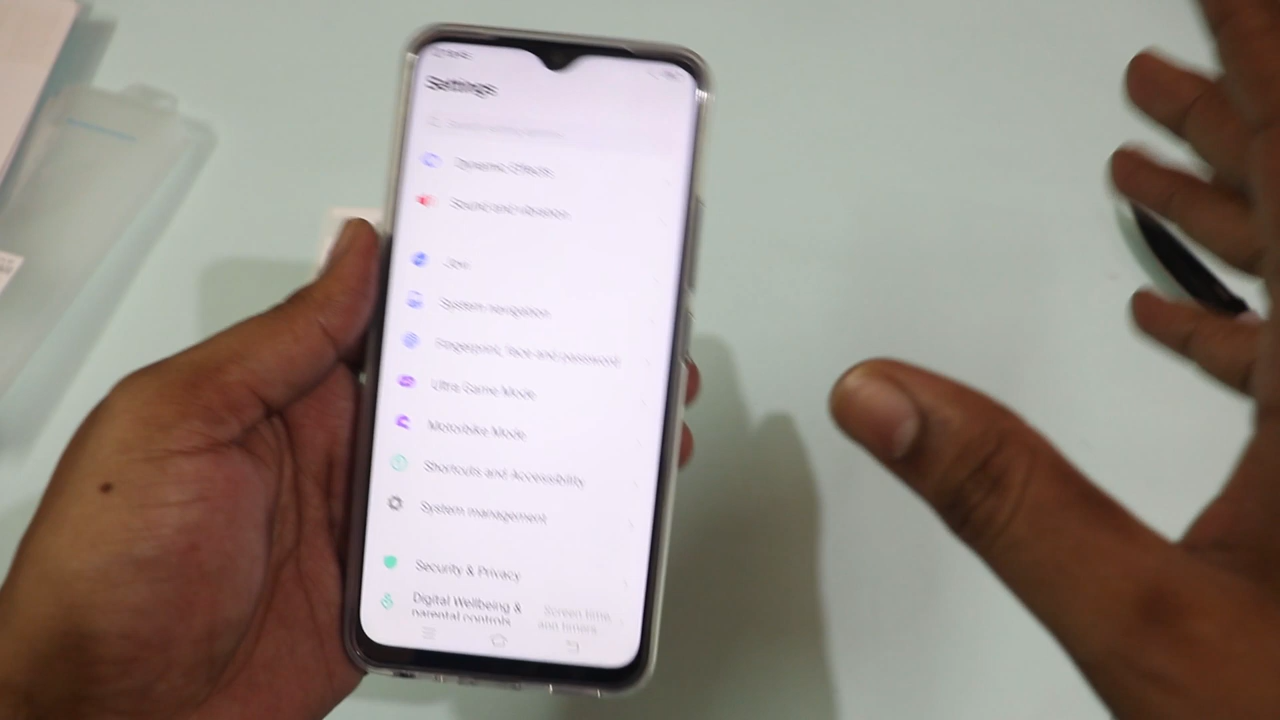 Settings
Dynamic Effects
Sound and vibration
Jovi
System navigation
Fingerprint, face and password
Ultra Game Mode
Motorbike Mode
Shortcuts and Accessibility
System management
Security & Privacy
Digital Wellbeing &
parental controls
Screen time,
app timers